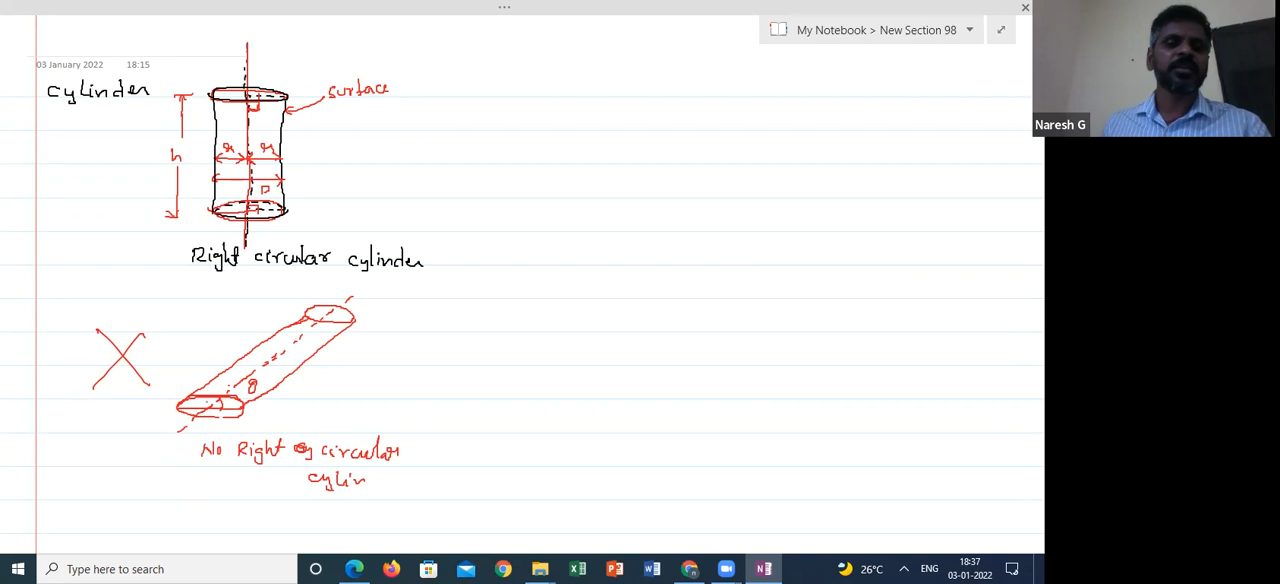 My Notebook > New Section 98
03 January 2022 18:15
cylinder
surface
h
r r
D
Right circular cylinder
θ
No Right circular
cylin
Naresh G
Type here to search
26°C
ENG
18:37
03-01-2022